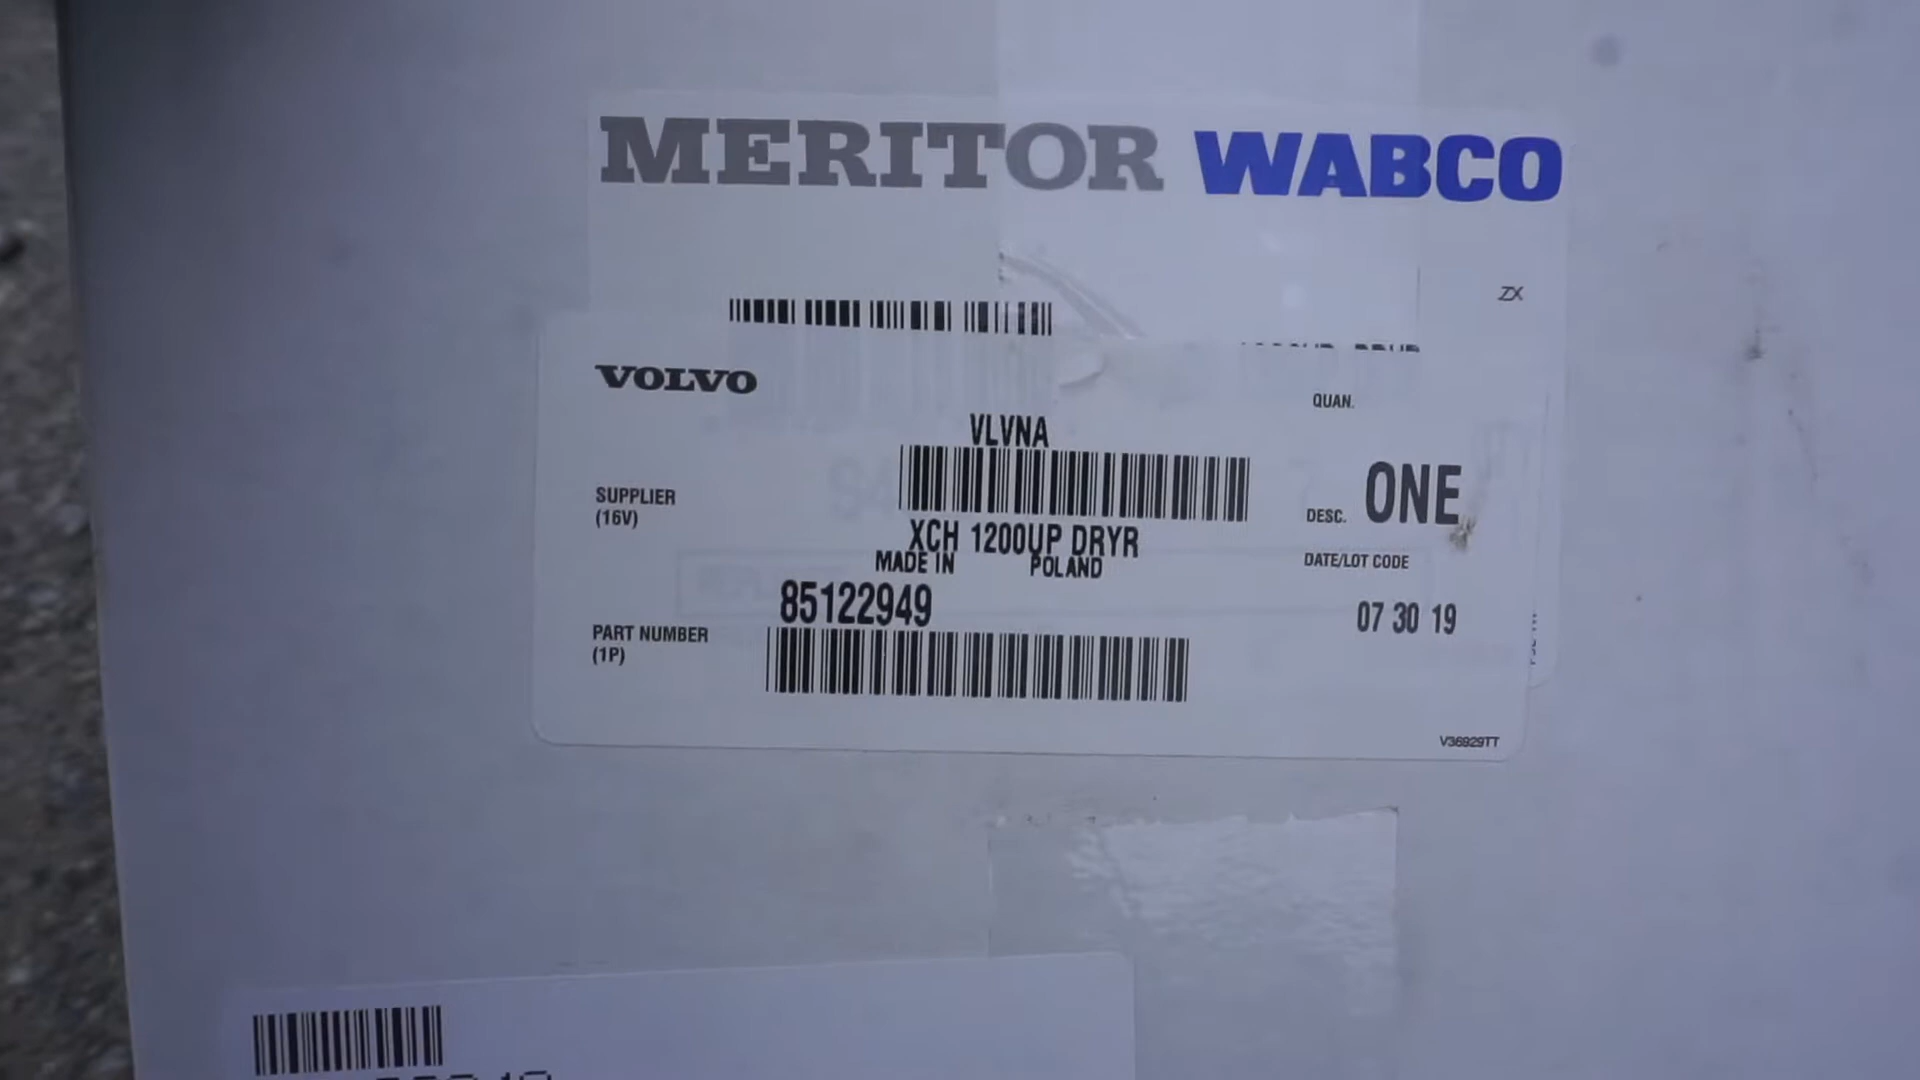 MERITOR WABCO
ZX
VOLVO
QUAN.
VLVNA
ONE
SUPPLIER
(16V)
DESC.
XCH 1200UP DRYR
MADE IN POLAND
DATE/LOT CODE
85122949
07 30 19
PART NUMBER
(1P)
V36929TT